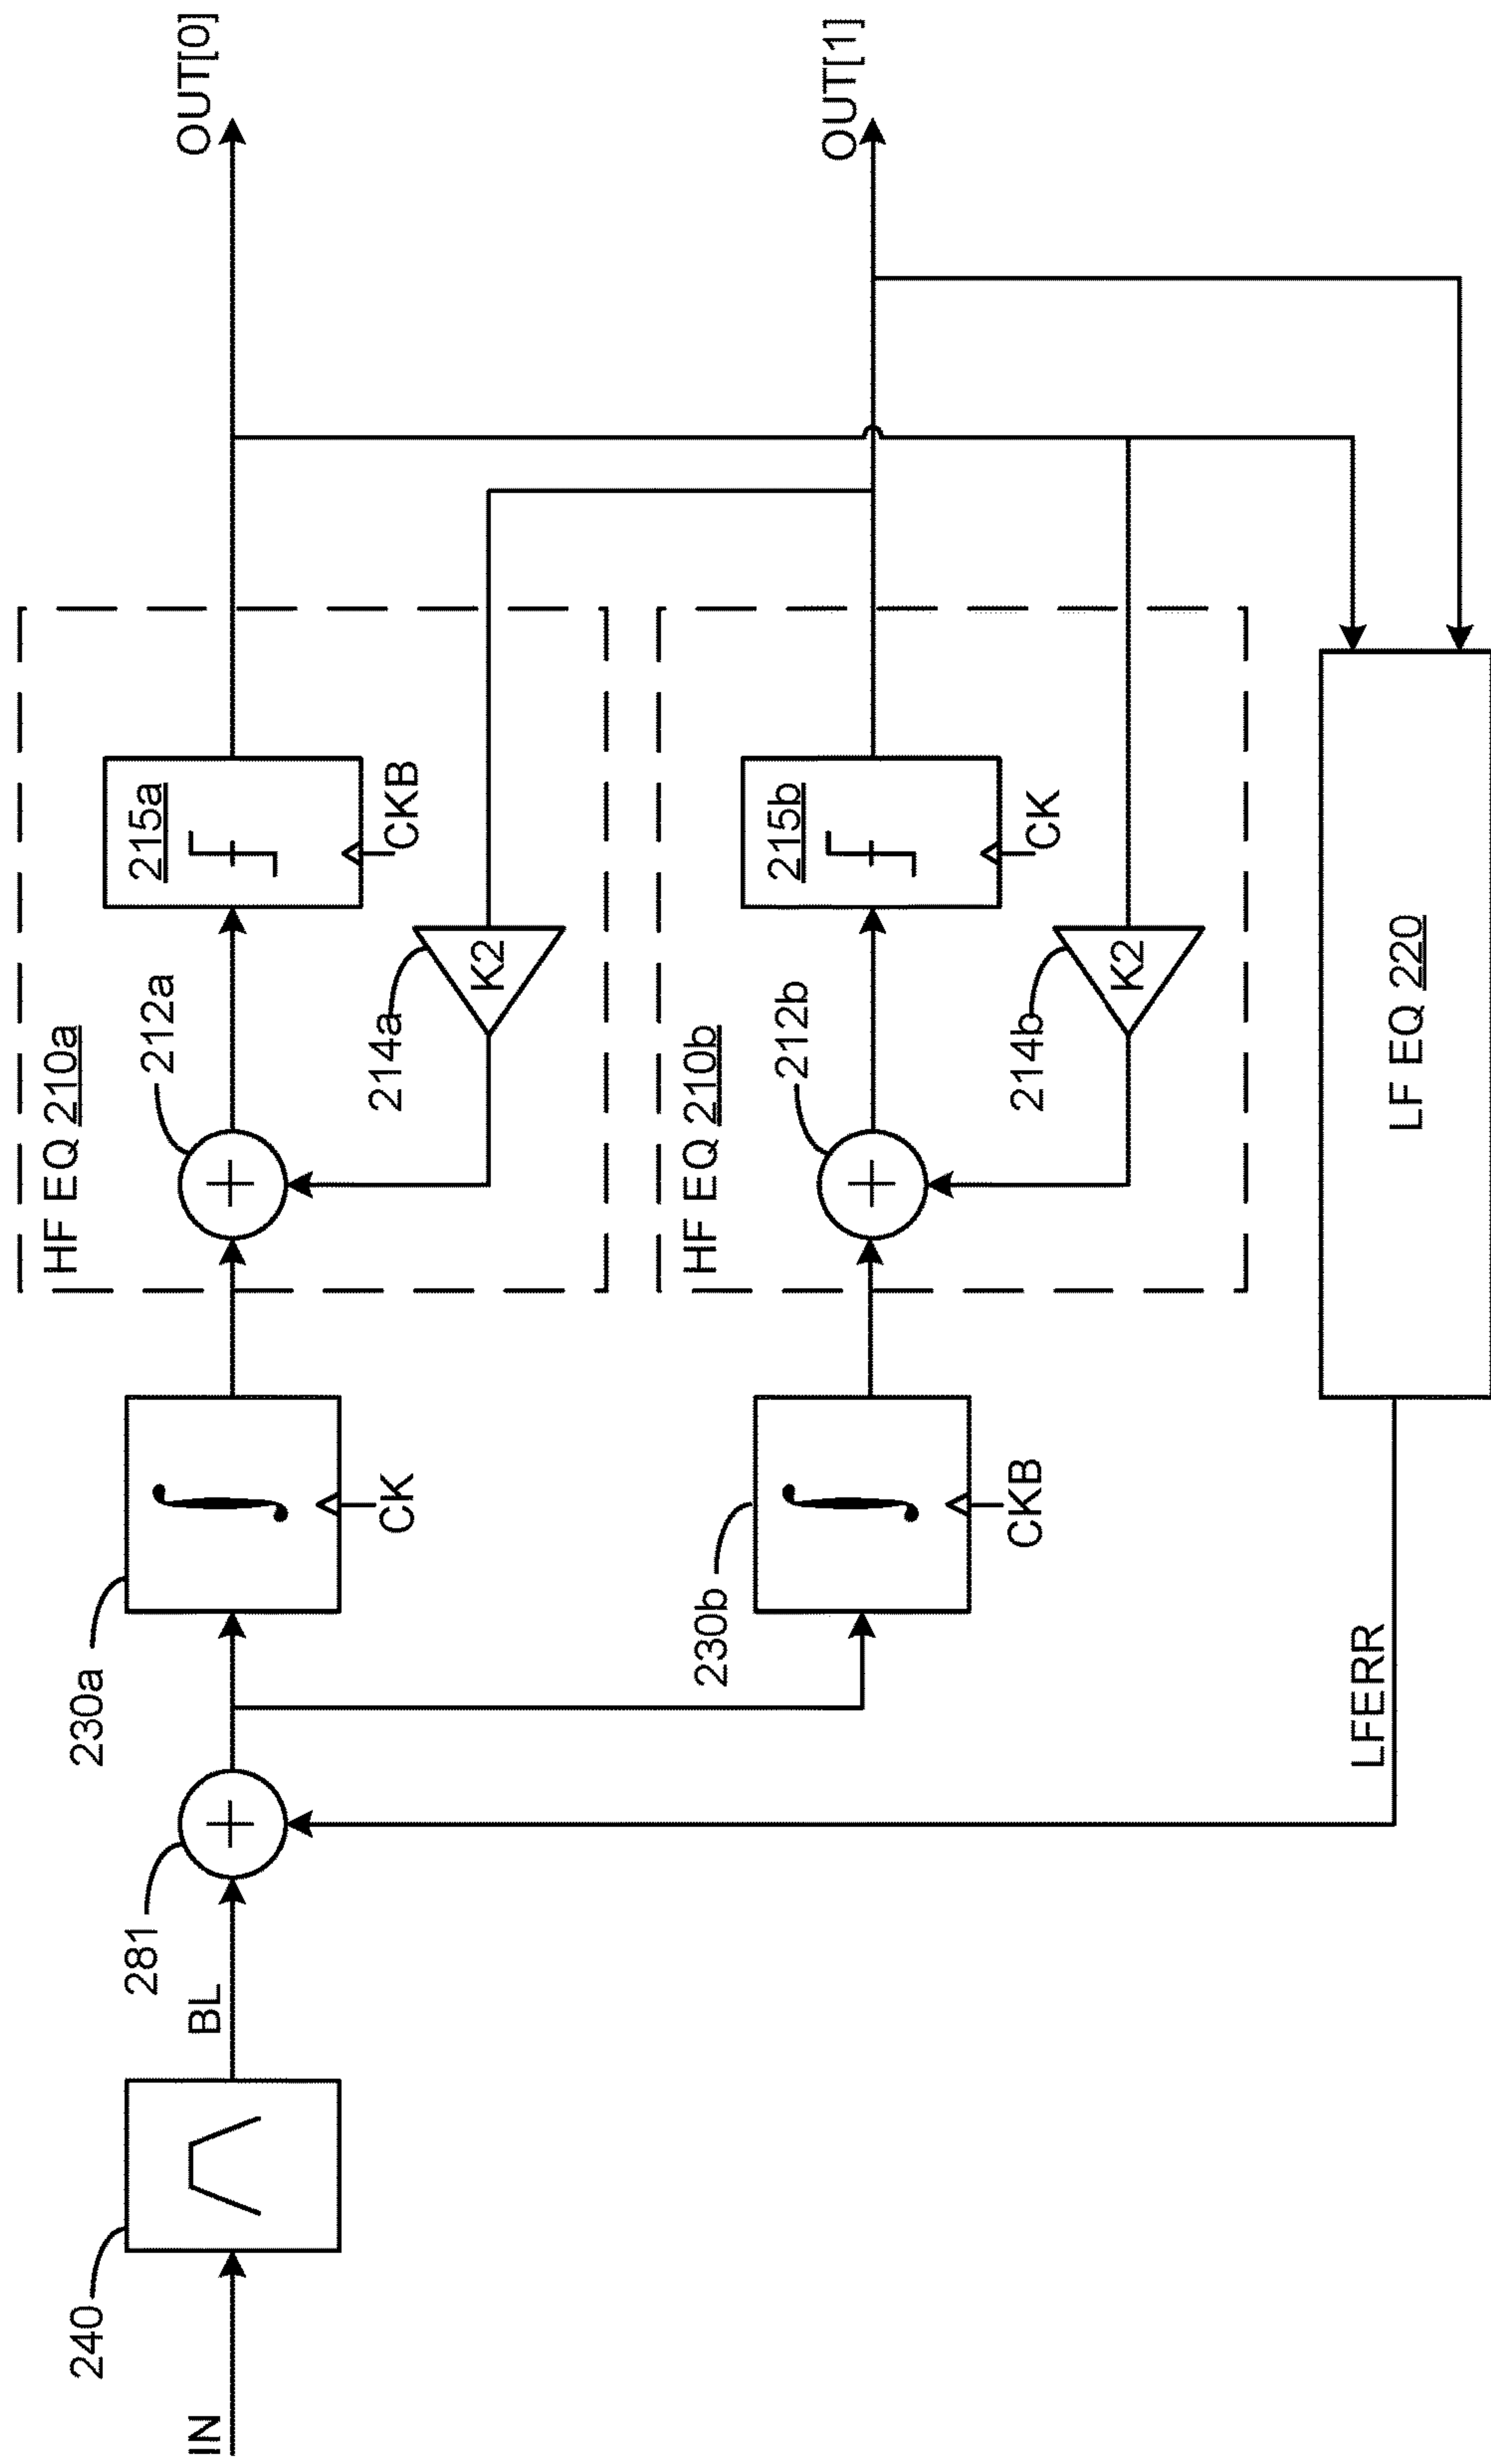 IN
240
BL
281
230a
CK
HF EQ 210a
212a
215a
CKB
214a
K2
OUT[0]
230b
CKB
HF EQ 210b
212b
215b
CK
214b
K2
OUT[1]
LFERR
LF EQ 220